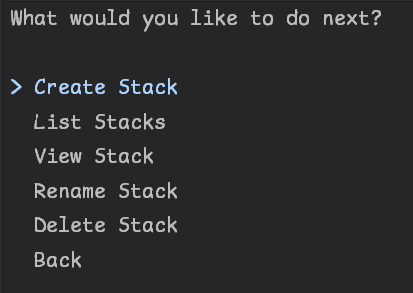 What would you like to do next?
> Create Stack
List Stacks
View Stack
Rename Stack
Delete Stack
Back